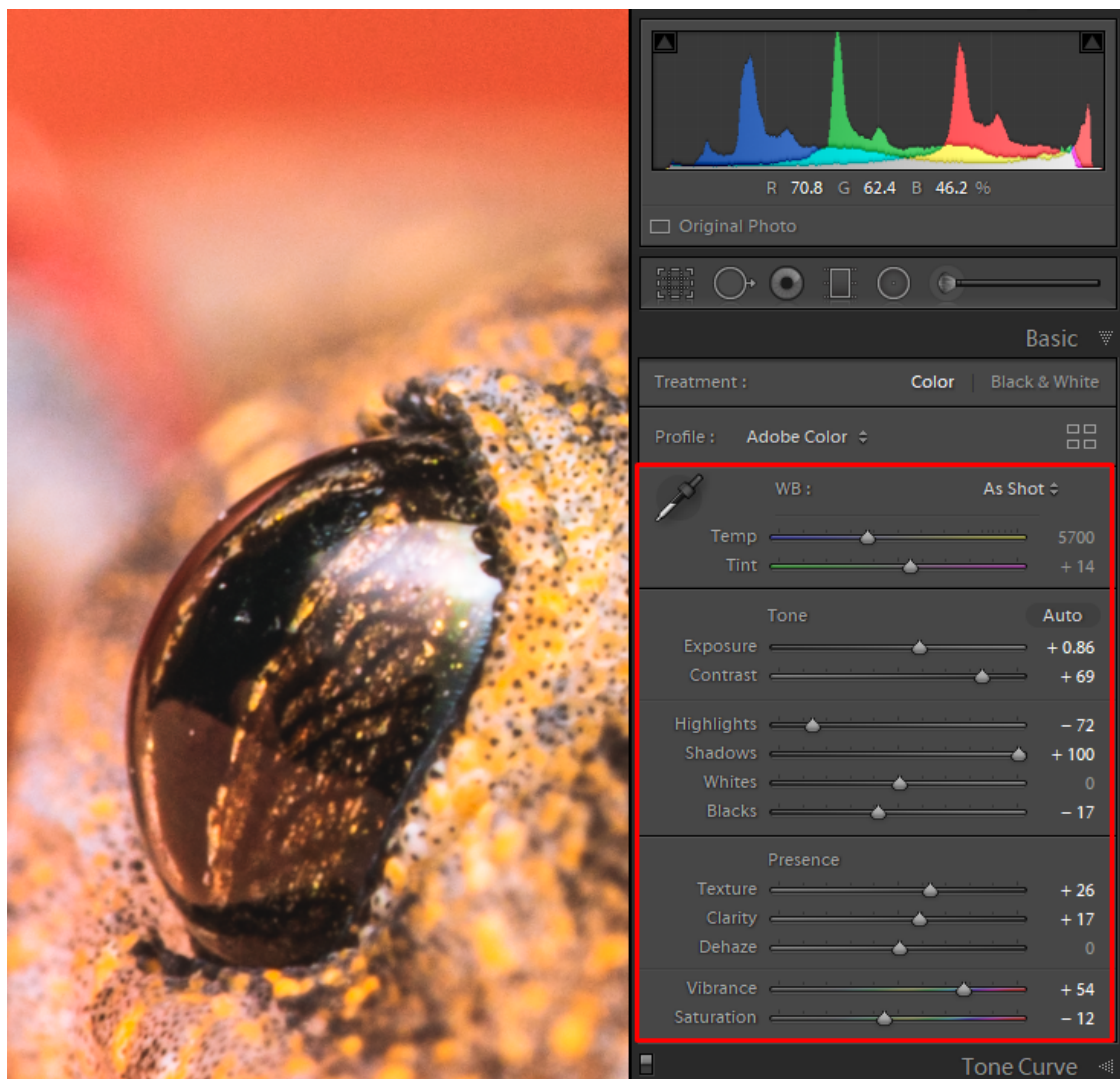 R 70.8 G 62.4 B 46.2 %
Original Photo
Basic
Treatment : Color Black & White
Profile : Adobe Color
WB : As Shot
Temp 5700
Tint + 14
Tone Auto
Exposure + 0.86
Contrast + 69
Highlights − 72
Shadows + 100
Whites 0
Blacks − 17
Presence
Texture + 26
Clarity + 17
Dehaze 0
Vibrance + 54
Saturation − 12
Tone Curve